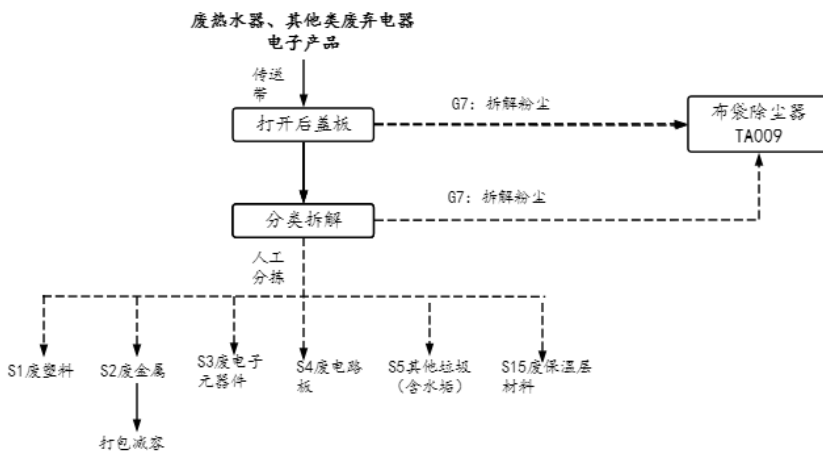 废热水器、其他类废弃电器
电子产品
传送
带
G7: 拆解粉尘
打开后盖板
布袋除尘器
TA009
G7: 拆解粉尘
分类拆解
人工
分拣
S1废塑料
S2废金属
S3废电子
元器件
S4废电路
板
S5其他垃圾
（含水垢）
S15废保温层
材料
打包减容